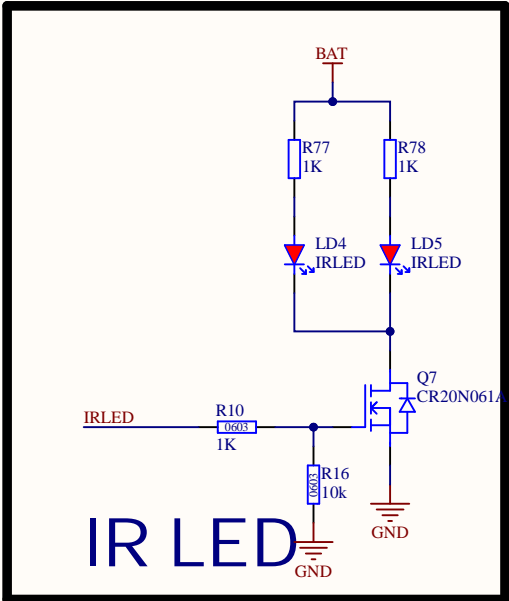 BAT
R77
1K
R78
1K
LD4
IRLED
LD5
IRLED
Q7
CR20N061A
IRLED
R10
0603
1K
R16
0603
10k
GND
IR LED
GND